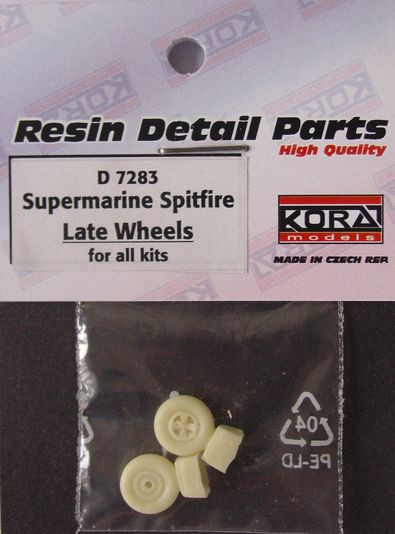 Resin Detail Parts
High Quality
D 7283
Supermarine Spitfire
Late Wheels
for all kits
KORA
models
MADE IN CZECH REP.
04
PE-LD